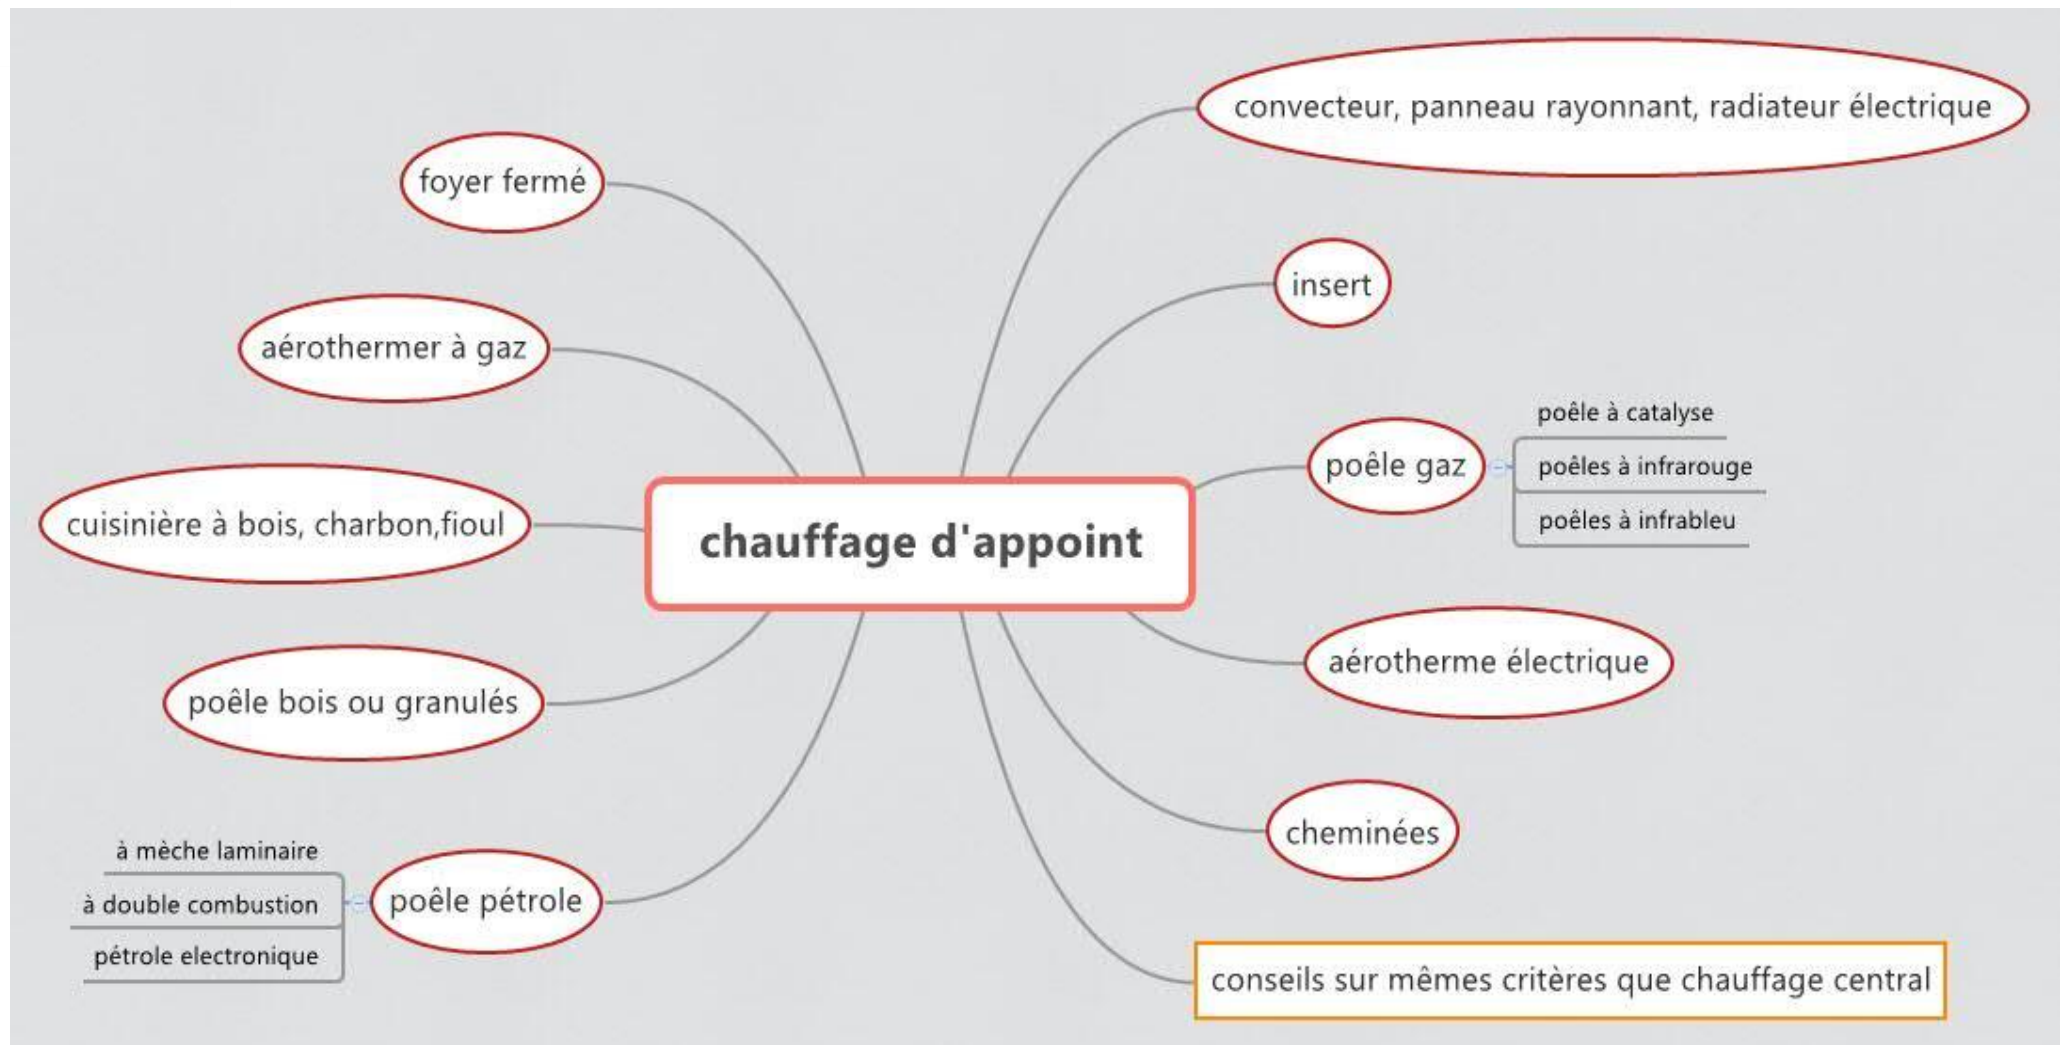 convecteur, panneau rayonnant, radiateur électrique
foyer fermé
insert
aérothermer à gaz
poêle à catalyse
poêle gaz
poêles à infrarouge
poêles à infrableu
cuisinière à bois, charbon,fioul
chauffage d'appoint
aérotherme électrique
poêle bois ou granulés
cheminées
à mèche laminaire
à double combustion
pétrole electronique
poêle pétrole
conseils sur mêmes critères que chauffage central